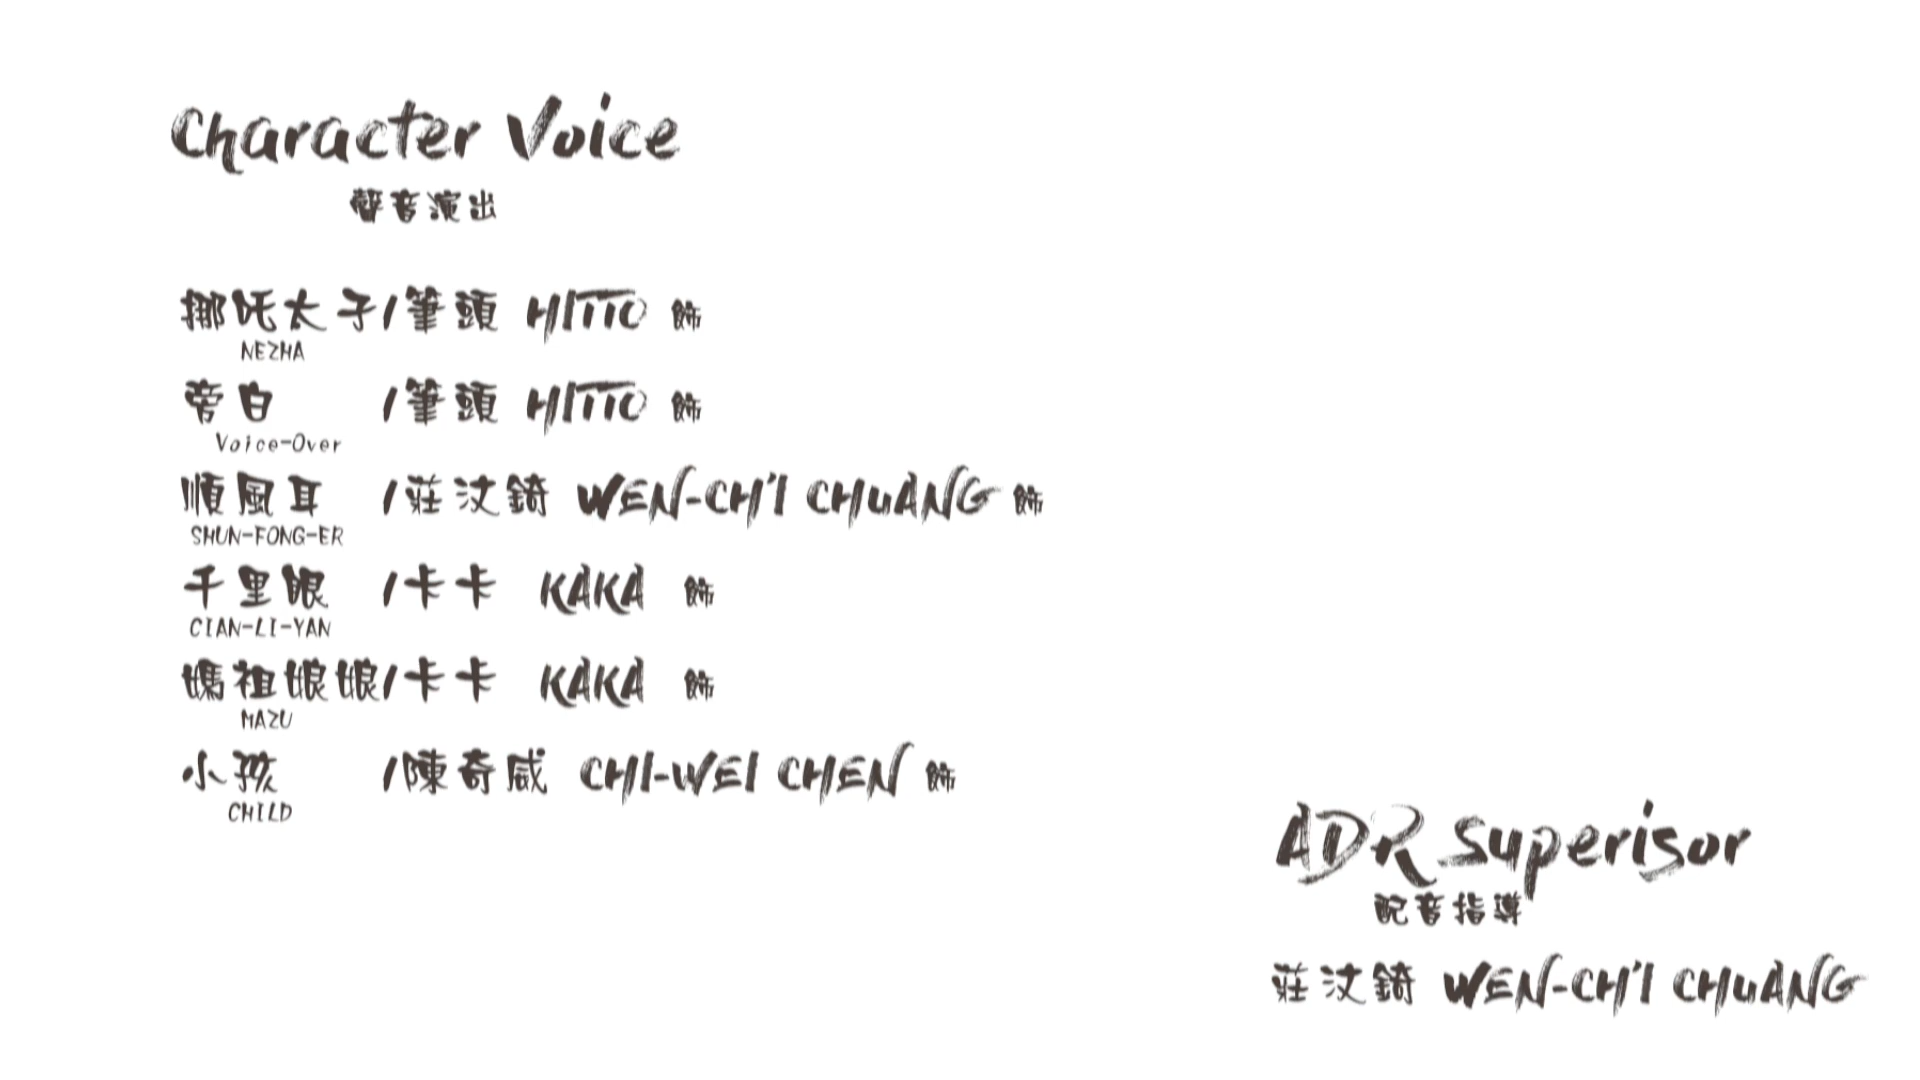 Character Voice
聲音演出
挪吒太子/筆頭 HITTO 飾
NEZHA
旁白 /筆頭 HITTO 飾
Voice-Over
順風耳 /莊汶錡 WEN-CH'I CHUANG 飾
SHUN-FONG-ER
千里眼 /卡卡 KAKA 飾
CIAN-LI-YAN
媽祖娘娘/卡卡 KAKA 飾
MAZU
小孩 /陳奇威 CHI-WEI CHEN 飾
CHILD
ADR Superisor
配音指導
莊汶錡 WEN-CH'I CHUANG